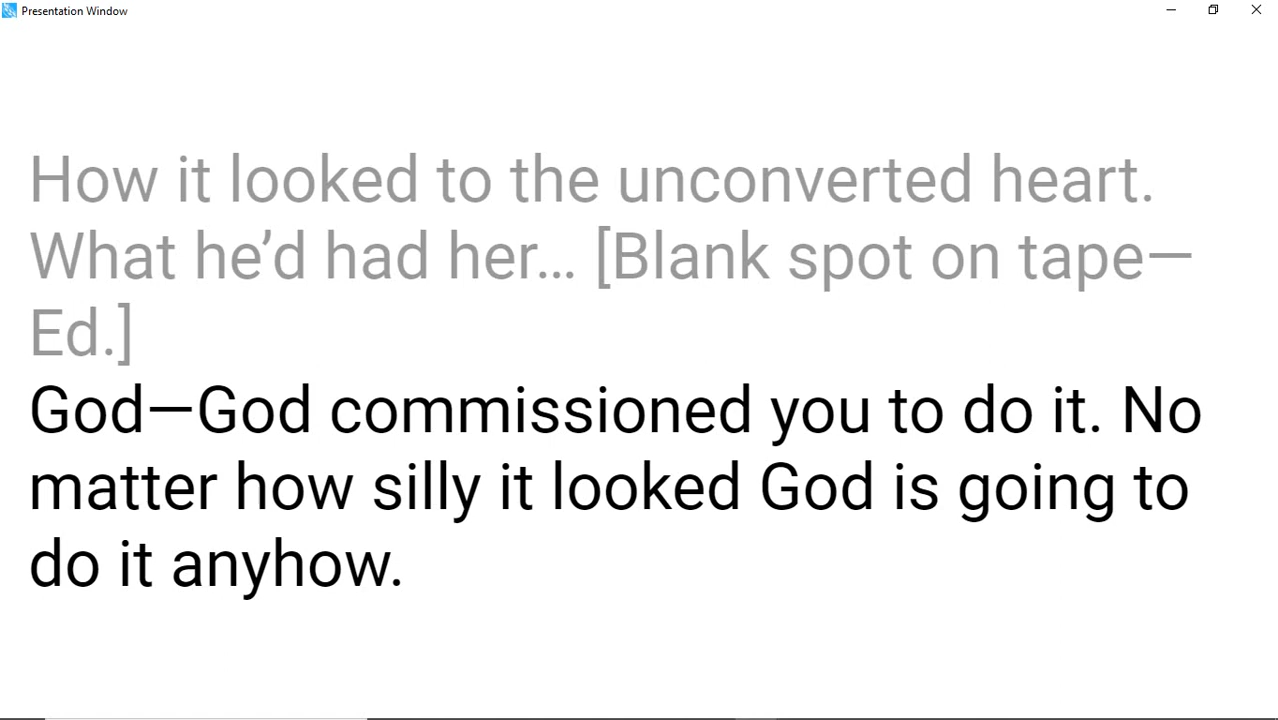 Presentation Window
How it looked to the unconverted heart.
What he’d had her… [Blank spot on tape—
Ed.]
God—God commissioned you to do it. No
matter how silly it looked God is going to
do it anyhow.